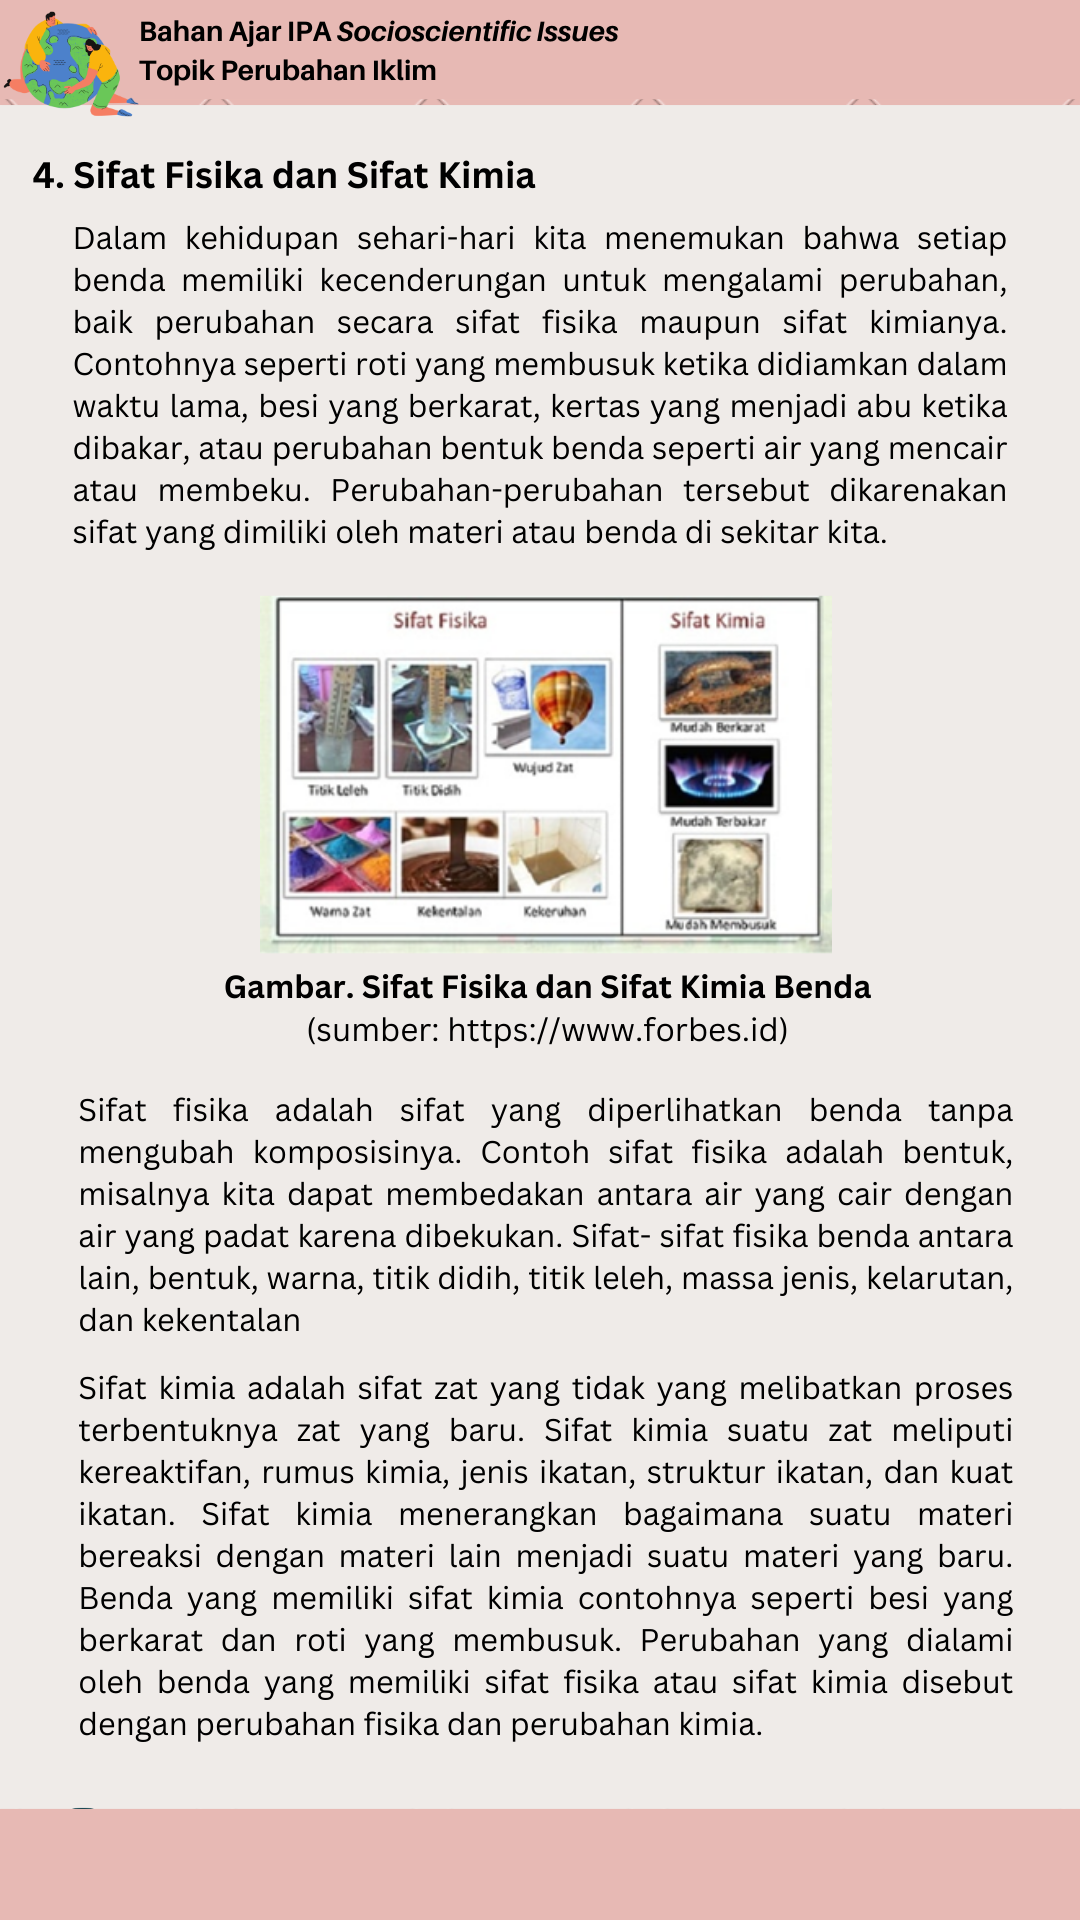 Bahan Ajar IPA Socioscientific Issues
Topik Perubahan Iklim
4. Sifat Fisika dan Sifat Kimia
Dalam kehidupan sehari-hari kita menemukan bahwa setiap
benda memiliki kecenderungan untuk mengalami perubahan,
baik perubahan secara sifat fisika maupun sifat kimianya.
Contohnya seperti roti yang membusuk ketika didiamkan dalam
waktu lama, besi yang berkarat, kertas yang menjadi abu ketika
dibakar, atau perubahan bentuk benda seperti air yang mencair
atau membeku. Perubahan-perubahan tersebut dikarenakan
sifat yang dimiliki oleh materi atau benda di sekitar kita.
Sifat Fisika
Titik Leleh
Titik Didih
Wujud Zat
Warna Zat
Kekentalan
Kekeruhan
Sifat Kimia
Mudah Berkarat
Mudah Terbakar
Mudah Membusuk
Gambar. Sifat Fisika dan Sifat Kimia Benda
(sumber: https://www.forbes.id)
Sifat fisika adalah sifat yang diperlihatkan benda tanpa
mengubah komposisinya. Contoh sifat fisika adalah bentuk,
misalnya kita dapat membedakan antara air yang cair dengan
air yang padat karena dibekukan. Sifat- sifat fisika benda antara
lain, bentuk, warna, titik didih, titik leleh, massa jenis, kelarutan,
dan kekentalan
Sifat kimia adalah sifat zat yang tidak yang melibatkan proses
terbentuknya zat yang baru. Sifat kimia suatu zat meliputi
kereaktifan, rumus kimia, jenis ikatan, struktur ikatan, dan kuat
ikatan. Sifat kimia menerangkan bagaimana suatu materi
bereaksi dengan materi lain menjadi suatu materi yang baru.
Benda yang memiliki sifat kimia contohnya seperti besi yang
berkarat dan roti yang membusuk. Perubahan yang dialami
oleh benda yang memiliki sifat fisika atau sifat kimia disebut
dengan perubahan fisika dan perubahan kimia.